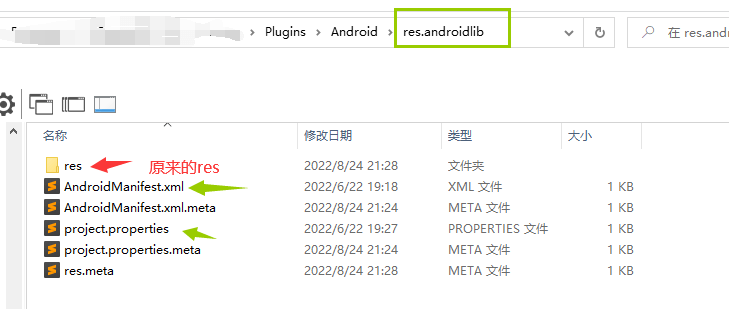 Plugins > Android > res.androidlib
在 res.andr
名称 修改日期 类型 大小
res 原来的res 2022/8/24 21:28 文件夹
AndroidManifest.xml 2022/6/22 19:18 XML 文件 1 KB
AndroidManifest.xml.meta 2022/8/24 21:24 META 文件 1 KB
project.properties 2022/6/22 19:27 PROPERTIES 文件 1 KB
project.properties.meta 2022/8/24 21:24 META 文件 1 KB
res.meta 2022/8/24 21:28 META 文件 1 KB